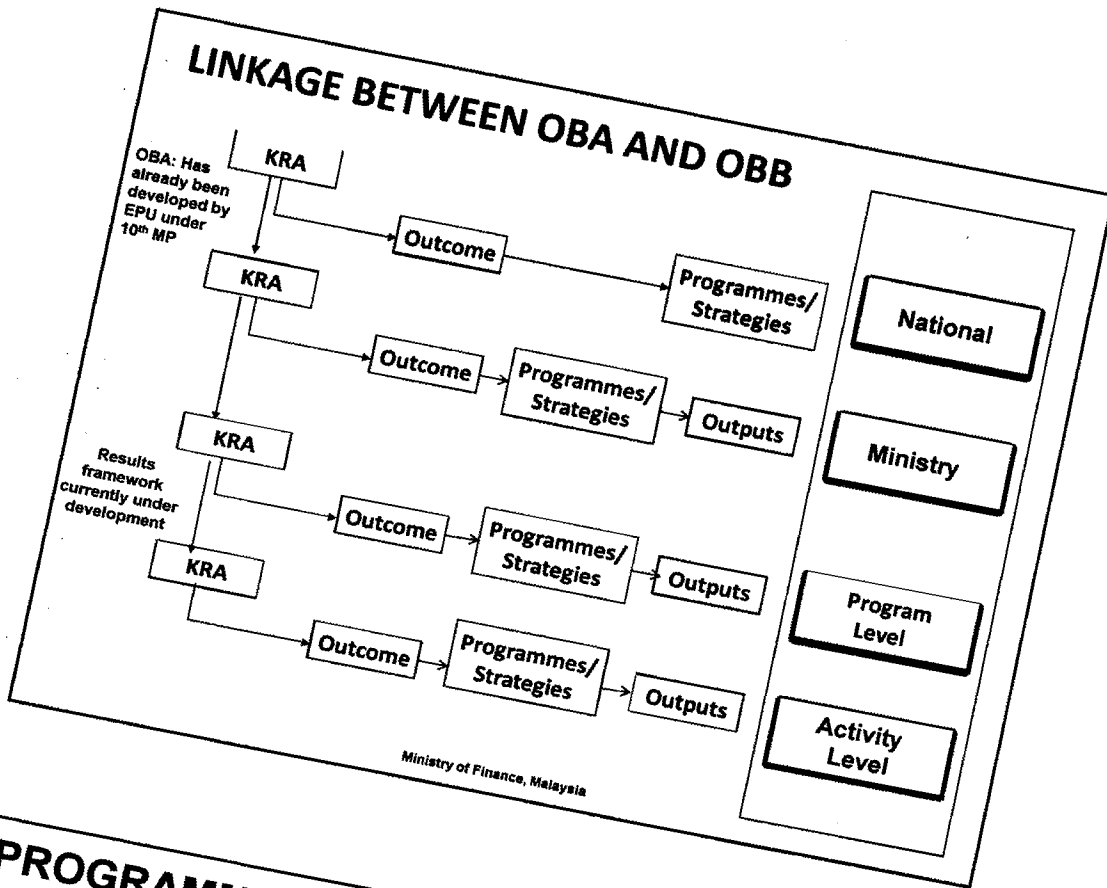 LINKAGE BETWEEN OBA AND OBB
OBA: Has
already been
developed by
EPU under
10th MP
KRA
Outcome
Programmes/
Strategies
National
KRA
Outcome
Programmes/
Strategies
Outputs
Ministry
Results
framework
currently under
development
KRA
Outcome
Programmes/
Strategies
Outputs
Program
Level
KRA
Outcome
Programmes/
Strategies
Outputs
Activity
Level
Ministry of Finance, Malaysia